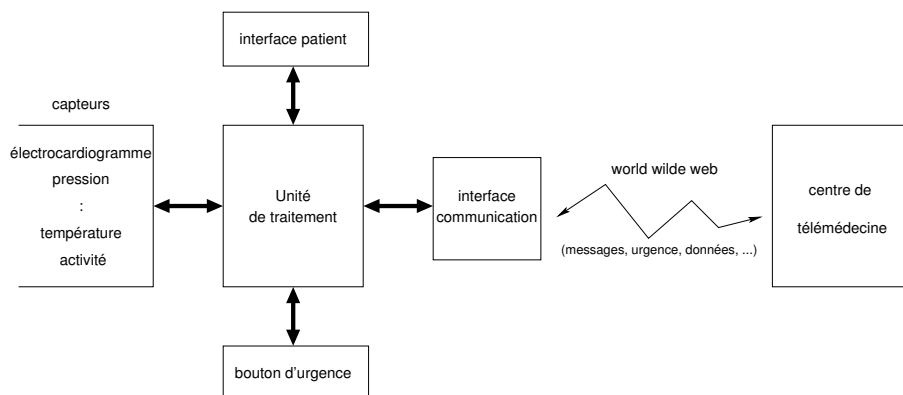 interface patient
capteurs
électrocardiogramme
pression
:
température
activité
Unité
de traitement
interface
communication
world wilde web
(messages, urgence, données, ...)
centre de
télémédecine
bouton d'urgence